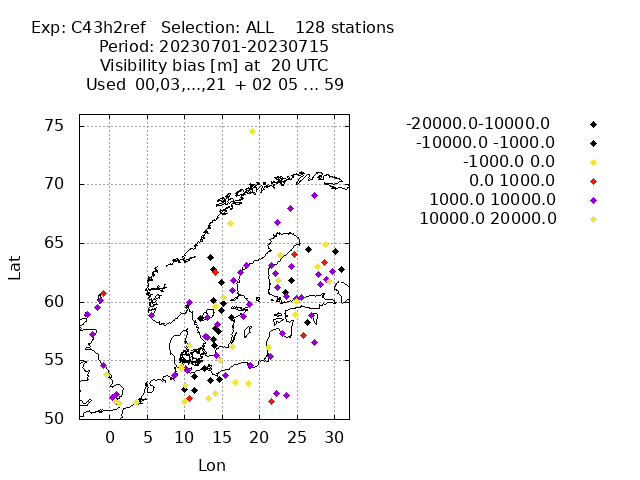 Exp: C43h2ref   Selection: ALL    128 stations
Period: 20230701-20230715
Visibility bias [m] at  20 UTC
Used  00,03,...,21  + 02 05 ... 59
-20000.0-10000.0
-10000.0 -1000.0
-1000.0 0.0
0.0 1000.0
1000.0 10000.0
10000.0 20000.0
75
70
65
60
55
50
Lat
0 5 10 15 20 25 30
Lon